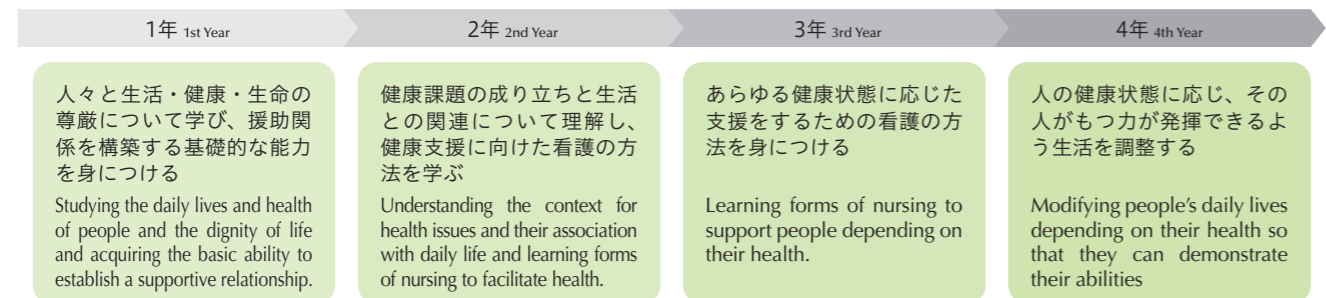 1年 1st Year
2年 2nd Year
3年 3rd Year
4年 4th Year
人々と生活・健康・生命の
尊厳について学び、援助関
係を構築する基礎的な能力
を身につける
Studying the daily lives and health
of people and the dignity of life
and acquiring the basic ability to
establish a supportive relationship.
健康課題の成り立ちと生活
との関連について理解し、
健康支援に向けた看護の方
法を学ぶ
Understanding the context for
health issues and their association
with daily life and learning forms
of nursing to facilitate health.
あらゆる健康状態に応じた
支援をするための看護の方
法を身につける
Learning forms of nursing to
support people depending on
their health.
人の健康状態に応じ、その
人がもつ力が発揮できるよ
う生活を調整する
Modifying people’s daily lives
depending on their health so
that they can demonstrate
their abilities